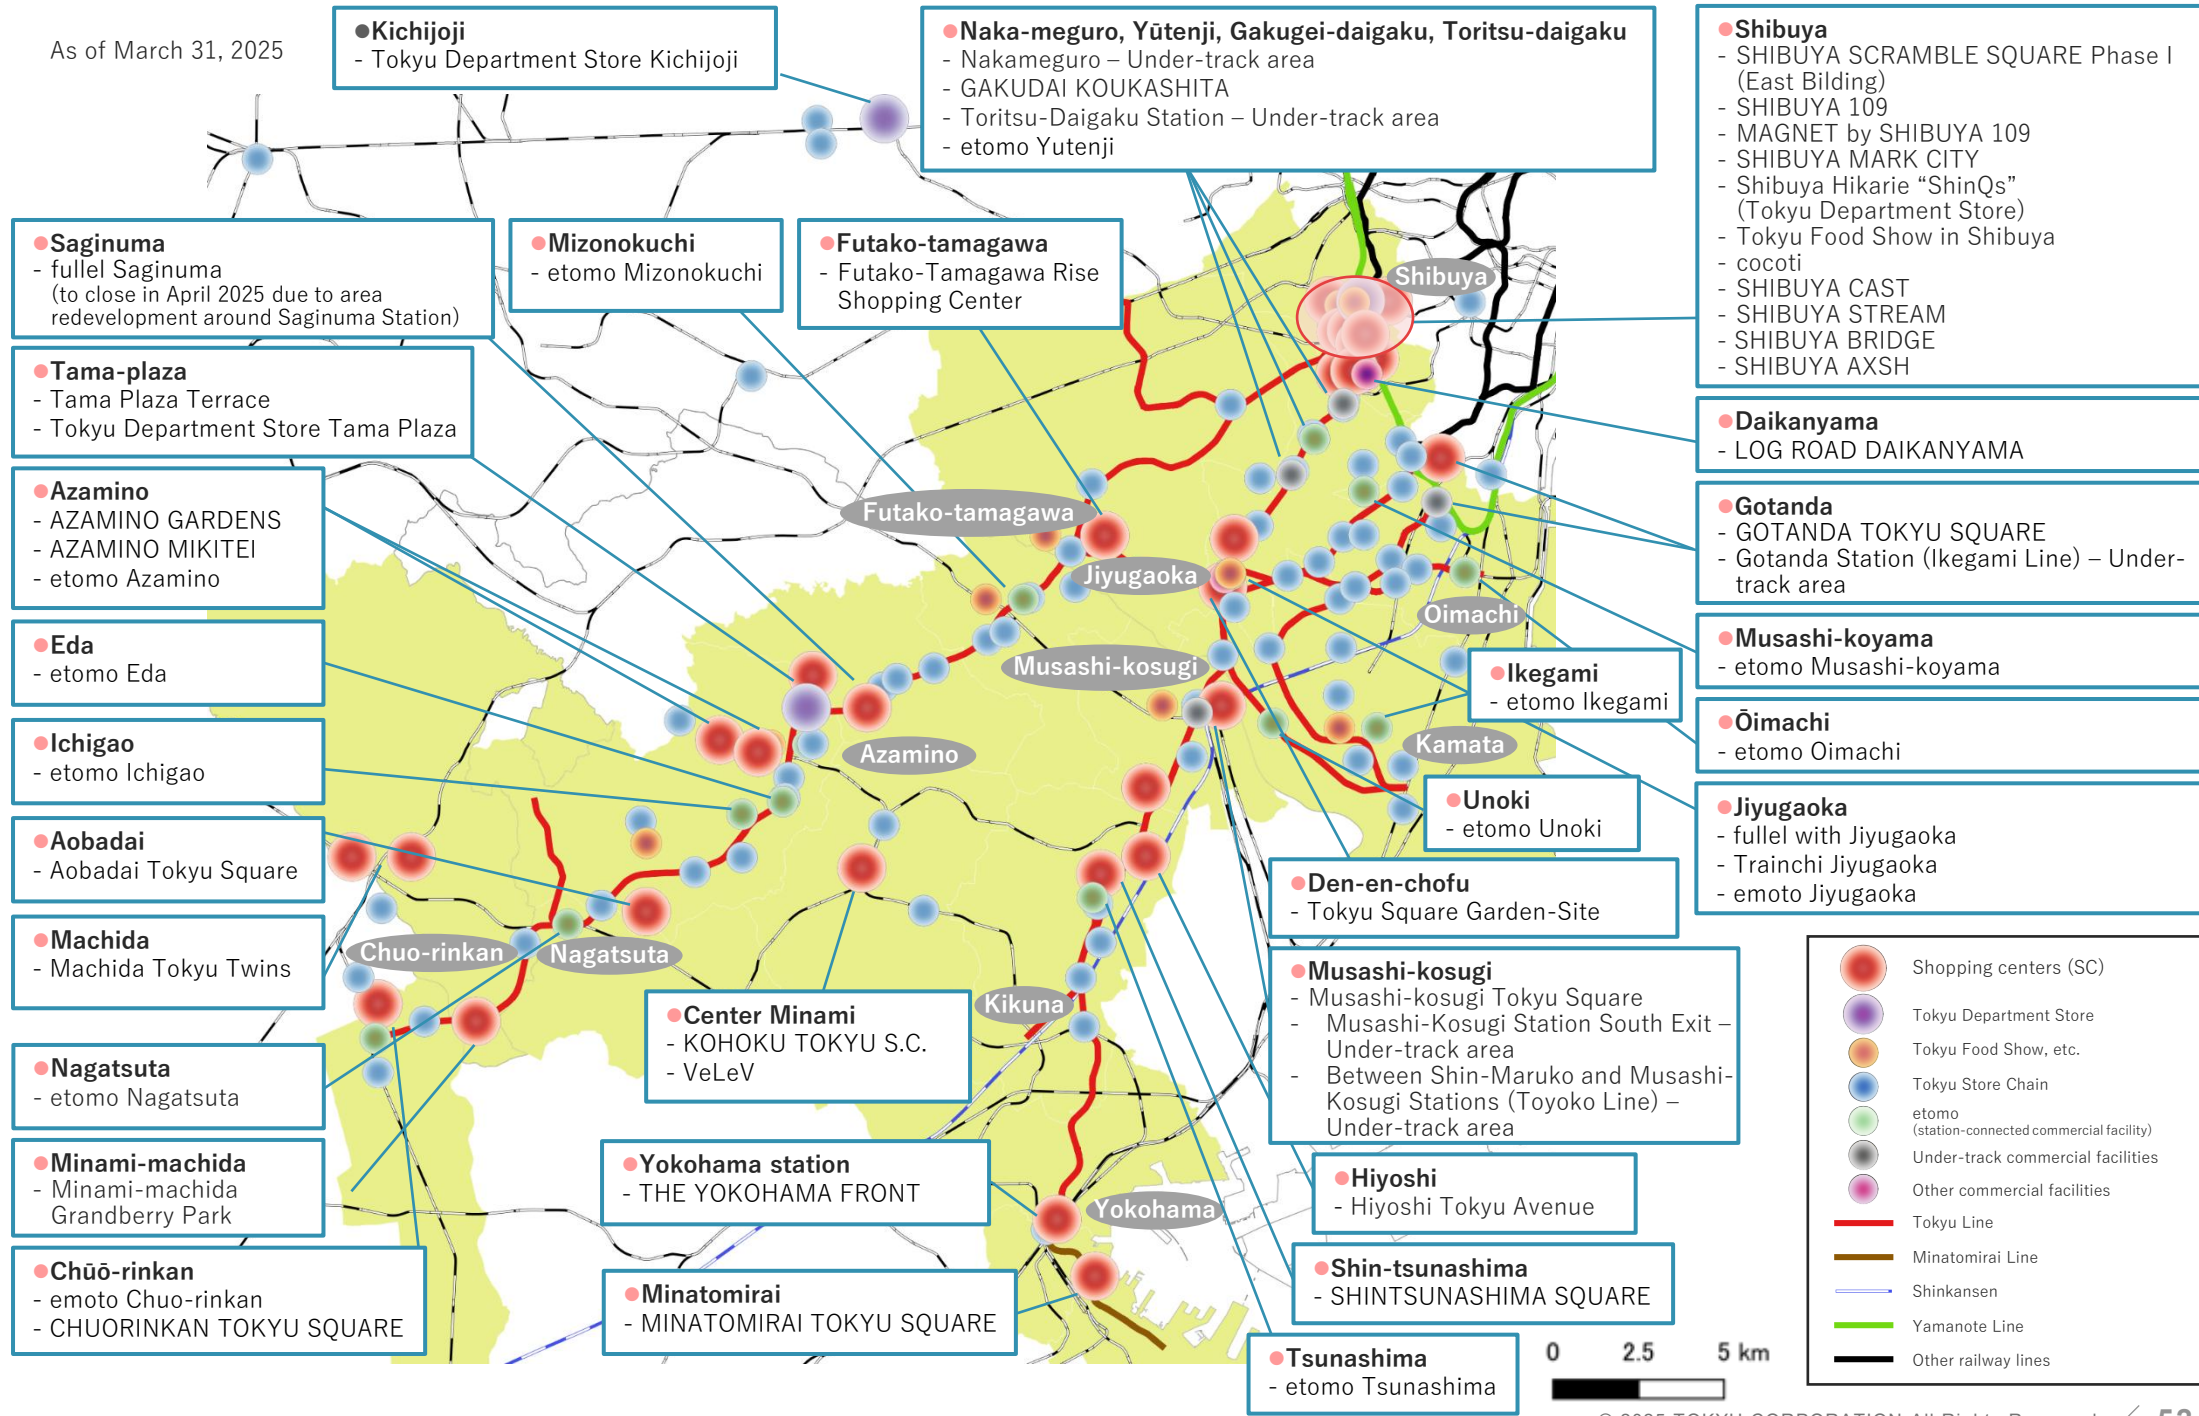 As of March 31, 2025
●Kichijoji
- Tokyu Department Store Kichijoji
●Naka-meguro, Yūtenji, Gakugei-daigaku, Toritsu-daigaku
- Nakameguro – Under-track area
- GAKUDAI KOUKASHITA
- Toritsu-Daigaku Station – Under-track area
- etomo Yutenji
●Shibuya
- SHIBUYA SCRAMBLE SQUARE Phase I
(East Bilding)
- SHIBUYA 109
- MAGNET by SHIBUYA 109
- SHIBUYA MARK CITY
- Shibuya Hikarie “ShinQs”
(Tokyu Department Store)
- Tokyu Food Show in Shibuya
- cocoti
- SHIBUYA CAST
- SHIBUYA STREAM
- SHIBUYA BRIDGE
- SHIBUYA AXSH
●Saginuma
- fullel Saginuma
(to close in April 2025 due to area
redevelopment around Saginuma Station)
●Mizonokuchi
- etomo Mizonokuchi
●Futako-tamagawa
- Futako-Tamagawa Rise
Shopping Center
●Tama-plaza
- Tama Plaza Terrace
- Tokyu Department Store Tama Plaza
●Azamino
- AZAMINO GARDENS
- AZAMINO MIKITEI
- etomo Azamino
●Eda
- etomo Eda
●Ichigao
- etomo Ichigao
●Aobadai
- Aobadai Tokyu Square
●Machida
- Machida Tokyu Twins
●Nagatsuta
- etomo Nagatsuta
●Minami-machida
- Minami-machida
Grandberry Park
●Chūō-rinkan
- emoto Chuo-rinkan
- CHUORINKAN TOKYU SQUARE
Shibuya
Futako-tamagawa
Jiyugaoka
Oimachi
Musashi-kosugi
Azamino
Kamata
Chuo-rinkan
Nagatsuta
Kikuna
Yokohama
●Center Minami
- KOHOKU TOKYU S.C.
- VeLeV
●Yokohama station
- THE YOKOHAMA FRONT
●Minatomirai
- MINATOMIRAI TOKYU SQUARE
●Daikanyama
- LOG ROAD DAIKANYAMA
●Gotanda
- GOTANDA TOKYU SQUARE
- Gotanda Station (Ikegami Line) – Under-
track area
●Musashi-koyama
- etomo Musashi-koyama
●Ikegami
- etomo Ikegami
●Ōimachi
- etomo Oimachi
●Unoki
- etomo Unoki
●Jiyugaoka
- fullel with Jiyugaoka
- Trainchi Jiyugaoka
- emoto Jiyugaoka
●Den-en-chofu
- Tokyu Square Garden-Site
●Musashi-kosugi
- Musashi-kosugi Tokyu Square
- Musashi-Kosugi Station South Exit –
Under-track area
- Between Shin-Maruko and Musashi-
Kosugi Stations (Toyoko Line) –
Under-track area
●Hiyoshi
- Hiyoshi Tokyu Avenue
●Shin-tsunashima
- SHINTSUNASHIMA SQUARE
●Tsunashima
- etomo Tsunashima
Shopping centers (SC)
Tokyu Department Store
Tokyu Food Show, etc.
Tokyu Store Chain
etomo
(station-connected commercial facility)
Under-track commercial facilities
Other commercial facilities
Tokyu Line
Minatomirai Line
Shinkansen
Yamanote Line
Other railway lines
0 2.5 5 km